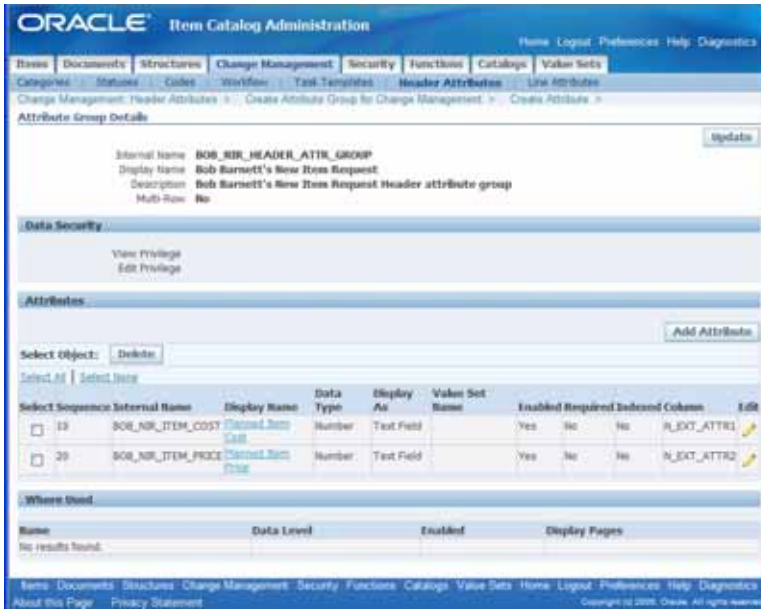 ORACLE Item Catalog Administration
Home Logout Preferences Help Diagnostics
Items Documents Structures Change Management Security Functions Catalogs Value Sets
Categories Statuses Codes Workflow Task Templates Header Attributes Line Attributes
Change Management: Header Attributes > Create Attribute Group for Change Management > Create Attribute >
Attribute Group Details
Update
Internal Name BOB_NIR_HEADER_ATTR_GROUP
Display Name Bob Barnett's New Item Request
Description Bob Barnett's New Item Request Header attribute group
Multi-Row No
Data Security
View Privilege
Edit Privilege
Attributes
Add Attribute
Select Object: Delete
Select All | Select None
Select Sequence Internal Name Display Name Data Type Display As Value Set Name Enabled Required Indexed Column Edit
10 BOB_NIR_ITEM_COST Planned Item Cost Number Text Field Yes No No N_EXT_ATTR1
20 BOB_NIR_ITEM_PRICE Planned Item Price Number Text Field Yes No No N_EXT_ATTR2
Where Used
Name Data Level Enabled Display Pages
No results found.
Items Documents Structures Change Management Security Functions Catalogs Value Sets Home Logout Preferences Help Diagnostics
About this Page Privacy Statement Copyright (c) 2006, Oracle. All rights reserved